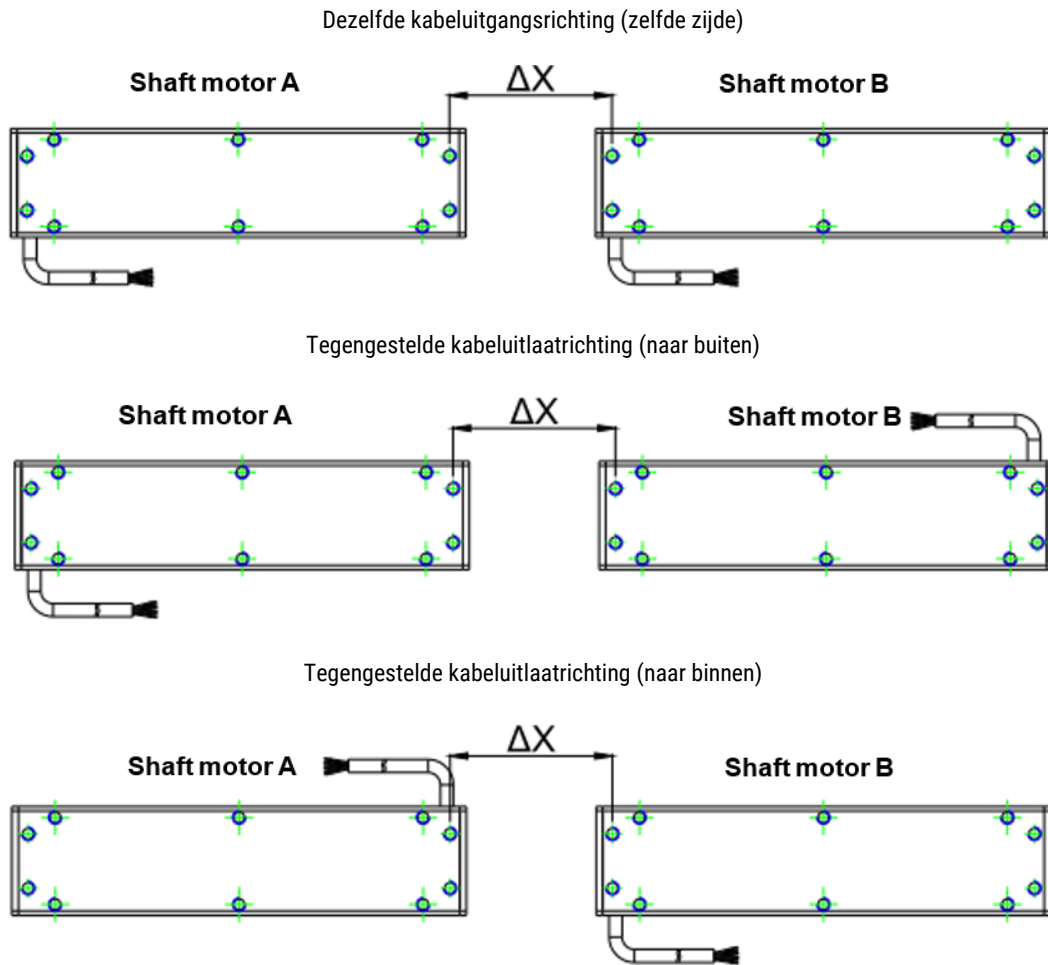 Dezelfde kabeluitgangsrichting (zelfde zijde)
Shaft motor A
ΔX
Shaft motor B
Tegengestelde kabeluitlaatrichting (naar buiten)
Shaft motor A
ΔX
Shaft motor B
Tegengestelde kabeluitlaatrichting (naar binnen)
Shaft motor A
ΔX
Shaft motor B